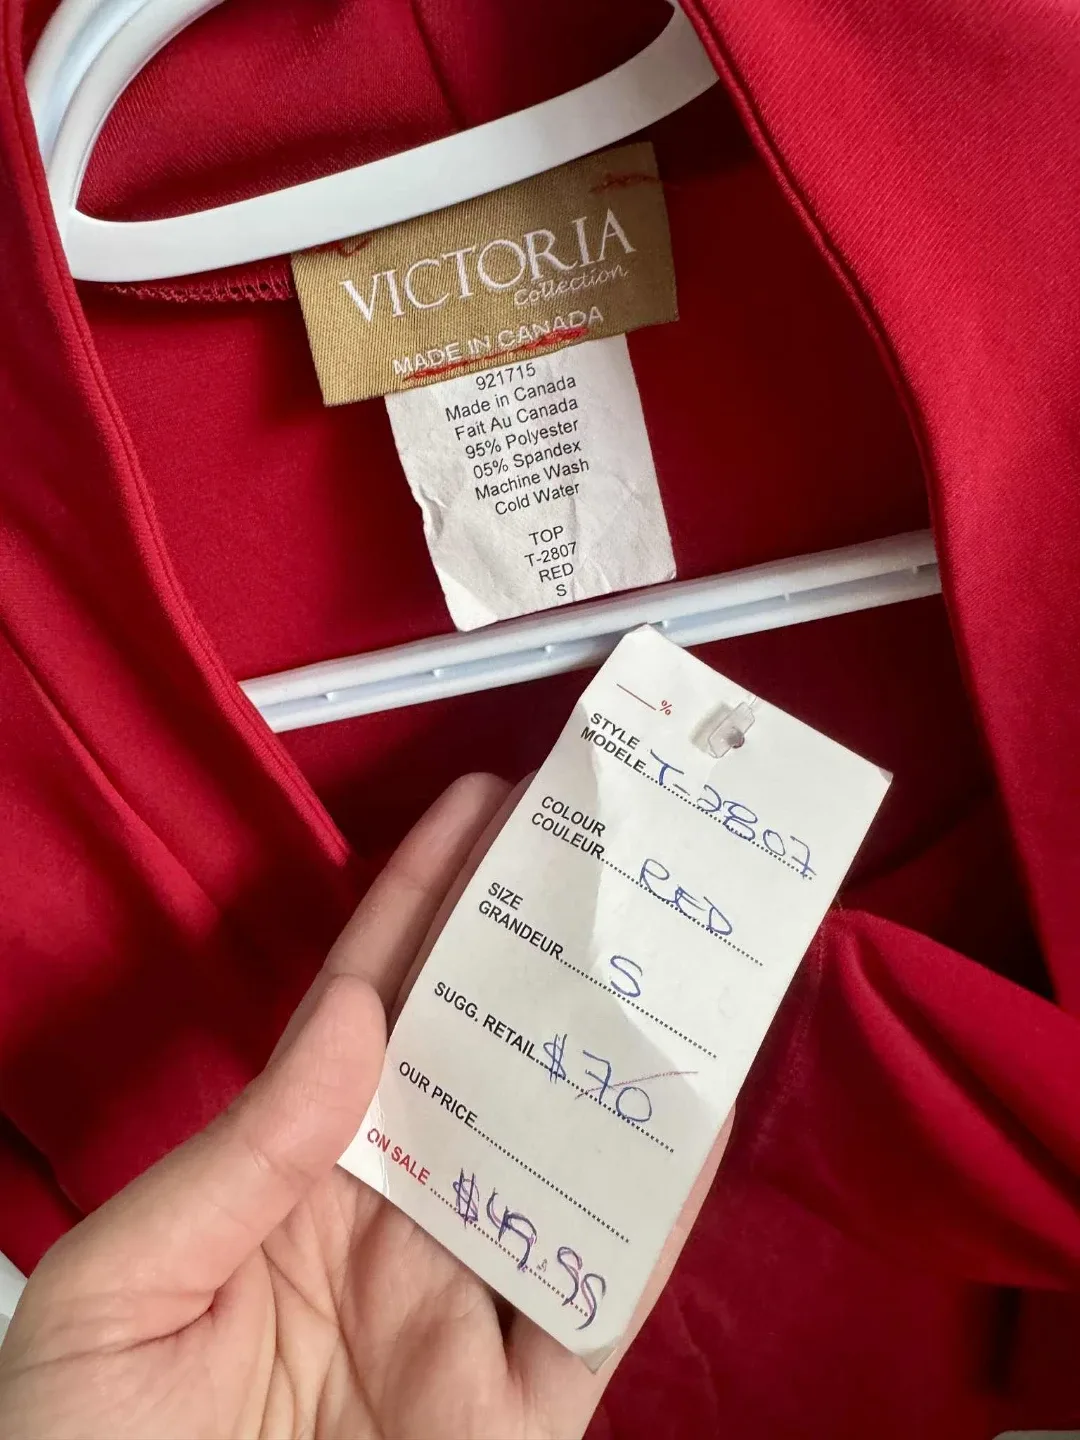 VICTORIA
Collection
MADE IN CANADA
921715
Made in Canada
Fait Au Canada
95% Polyester
05% Spandex
Machine Wash
Cold Water
TOP
T-2807
RED
S
%
STYLE
MODELE T-2807
COLOUR
COULEUR RED
SIZE
GRANDEUR S
SUGG. RETAIL $70
OUR PRICE
ON SALE $49.99